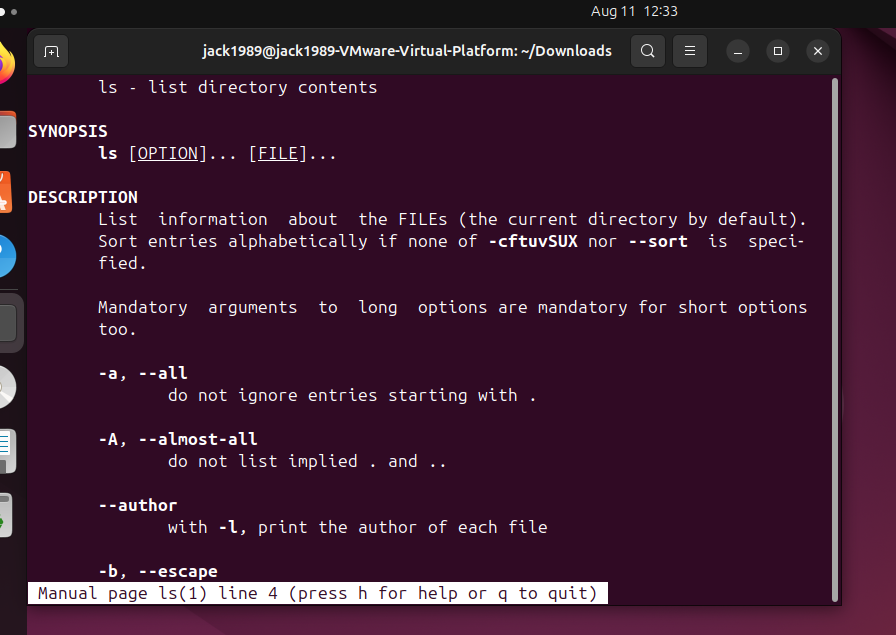 Aug 11 12:33
jack1989@jack1989-VMware-Virtual-Platform: ~/Downloads
ls - list directory contents
SYNOPSIS
ls [OPTION]... [FILE]...
DESCRIPTION
List information about the FILEs (the current directory by default).
Sort entries alphabetically if none of -cftuvSUX nor --sort is speci-
fied.
Mandatory arguments to long options are mandatory for short options
too.
-a, --all
do not ignore entries starting with .
-A, --almost-all
do not list implied . and ..
--author
with -l, print the author of each file
-b, --escape
Manual page ls(1) line 4 (press h for help or q to quit)